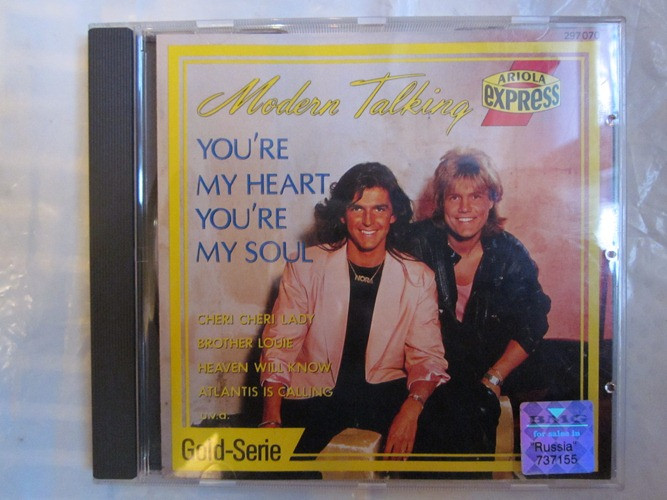 297 070
Modern Talking
ARIOLA
EXPRESS
YOU'RE
MY HEART,
YOU'RE
MY SOUL
NORA
CHERI CHERI LADY
BROTHER LOUIE
HEAVEN WILL KNOW
ATLANTIS IS CALLING
u.v.a.
Gold-Serie
BMG
for sales in
"Russia"
737155